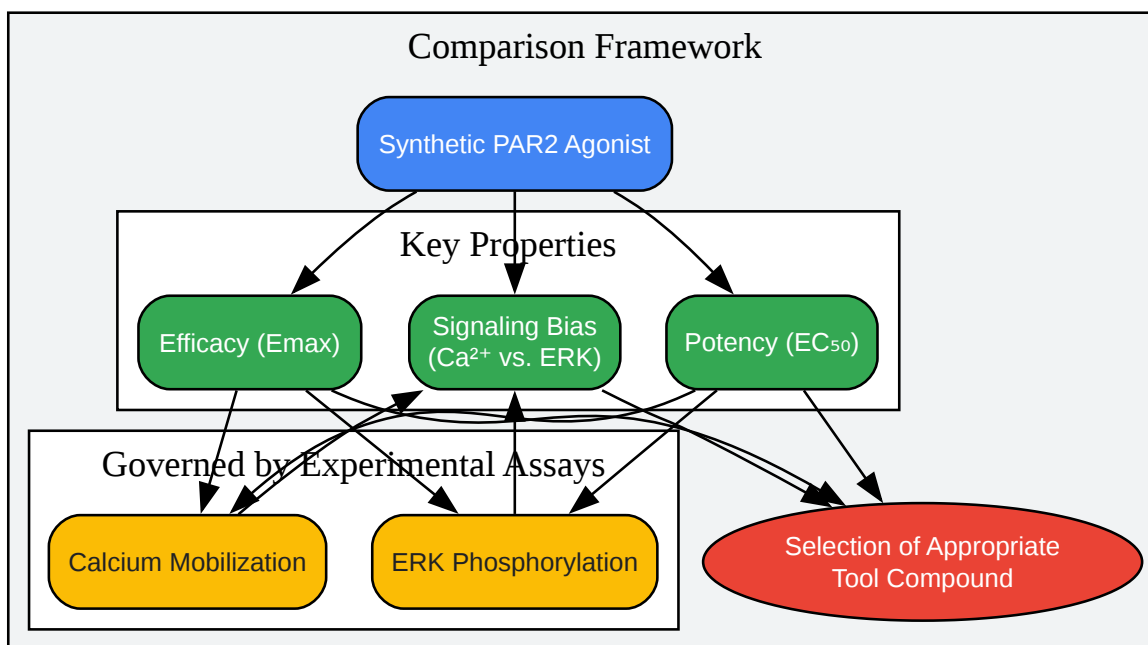 Comparison Framework
Synthetic PAR2 Agonist
Key Properties
Efficacy (Emax)
Signaling Bias
(Ca²⁺ vs. ERK)
Potency (EC₅₀)
Governed by Experimental Assays
Calcium Mobilization
ERK Phosphorylation
Selection of Appropriate
Tool Compound